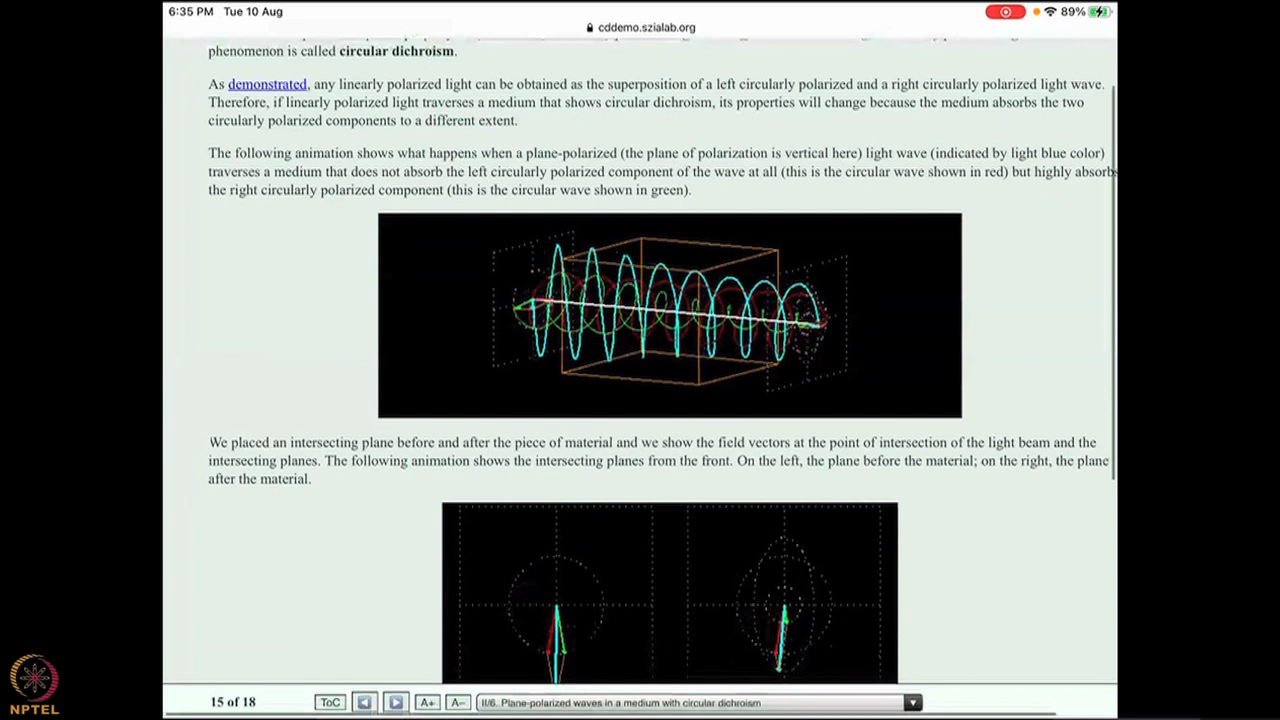 6:35 PM Tue 10 Aug
89%
cddemo.szialab.org
phenomenon is called circular dichroism.
As demonstrated, any linearly polarized light can be obtained as the superposition of a left circularly polarized and a right circularly polarized light wave.
Therefore, if linearly polarized light traverses a medium that shows circular dichroism, its properties will change because the medium absorbs the two
circularly polarized components to a different extent.
The following animation shows what happens when a plane-polarized (the plane of polarization is vertical here) light wave (indicated by light blue color)
traverses a medium that does not absorb the left circularly polarized component of the wave at all (this is the circular wave shown in red) but highly absorbs
the right circularly polarized component (this is the circular wave shown in green).
We placed an intersecting plane before and after the piece of material and we show the field vectors at the point of intersection of the light beam and the
intersecting planes. The following animation shows the intersecting planes from the front. On the left, the plane before the material; on the right, the plane
after the material.
15 of 18 ToC A+ A- II/6. Plane-polarized waves in a medium with circular dichroism
NPTEL